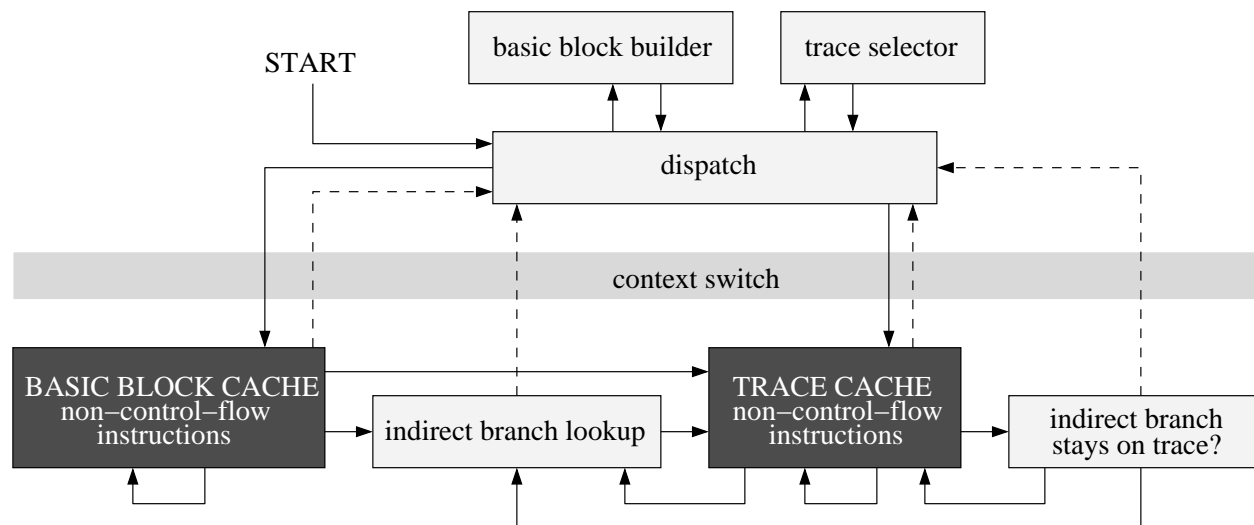 basic block builder
trace selector
START
dispatch
context switch
BASIC BLOCK CACHE
non−control−flow
instructions
indirect branch lookup
TRACE CACHE
non−control−flow
instructions
indirect branch
stays on trace?